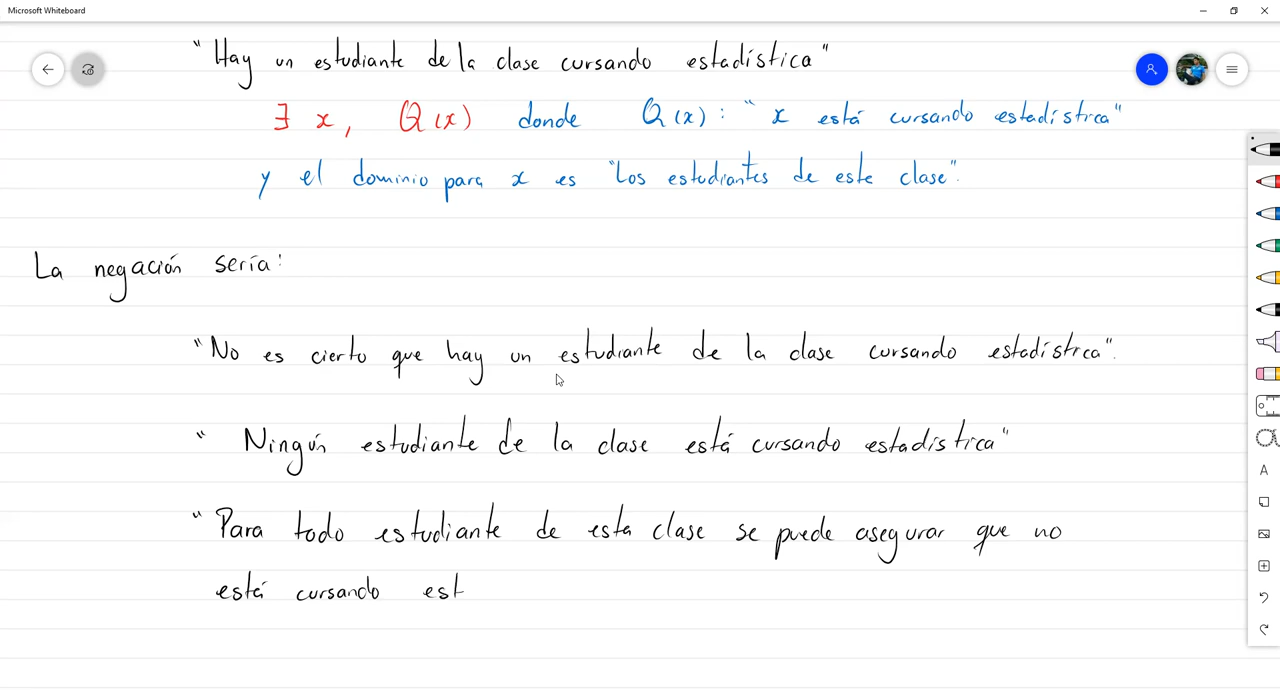 Microsoft Whiteboard
"Hay un estudiante de la clase cursando estadística"
∃ x, Q(x) donde Q(x): "x está cursando estadística"
y el dominio para x es "Los estudiantes de este clase".
La negación sería:
"No es cierto que hay un estudiante de la clase cursando estadística".
"Ningún estudiante de la clase está cursando estadística"
"Para todo estudiante de esta clase se puede asegurar que no
está cursando est